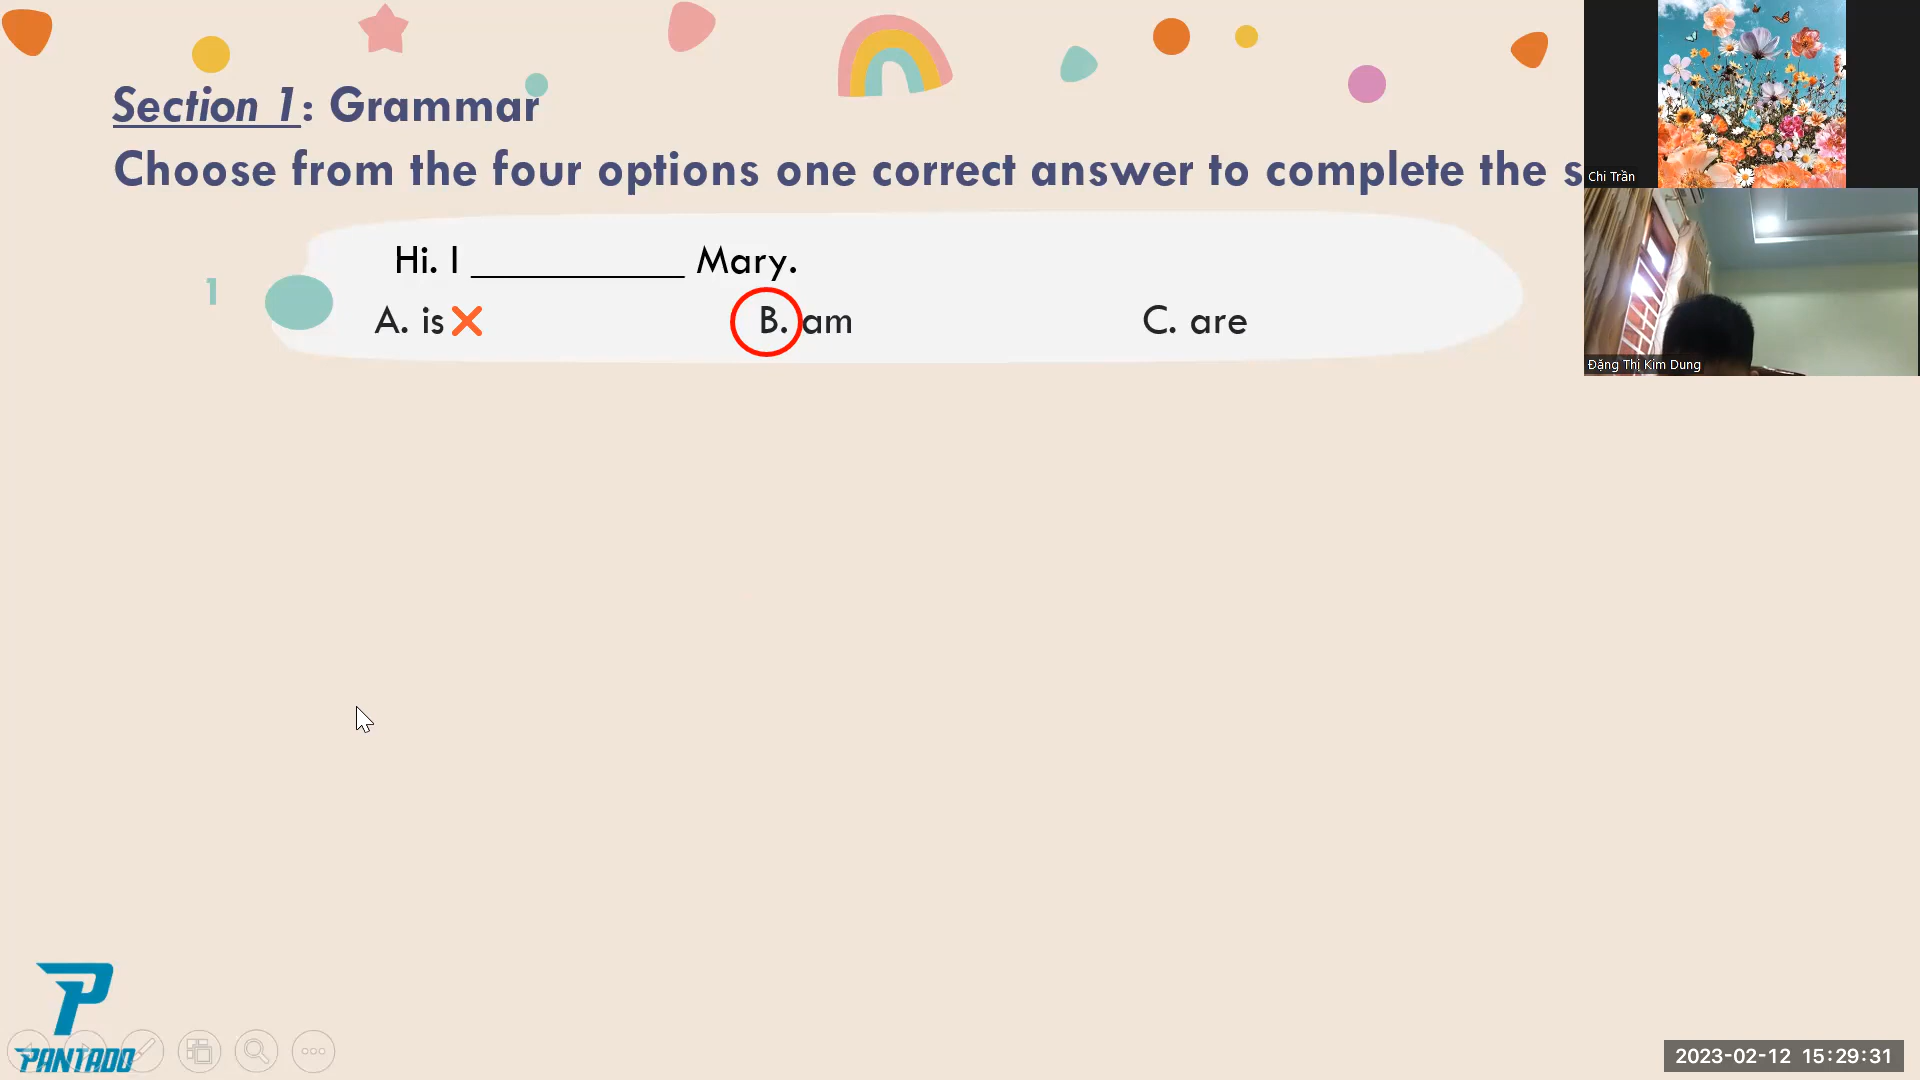 Section 1: Grammar
Choose from the four options one correct answer to complete the s
Hi. I __________ Mary.
1
A. is
B. am
C. are
Chi Trần
Đặng Thị Kim Dung
PANTADO
2023-02-12 15:29:31